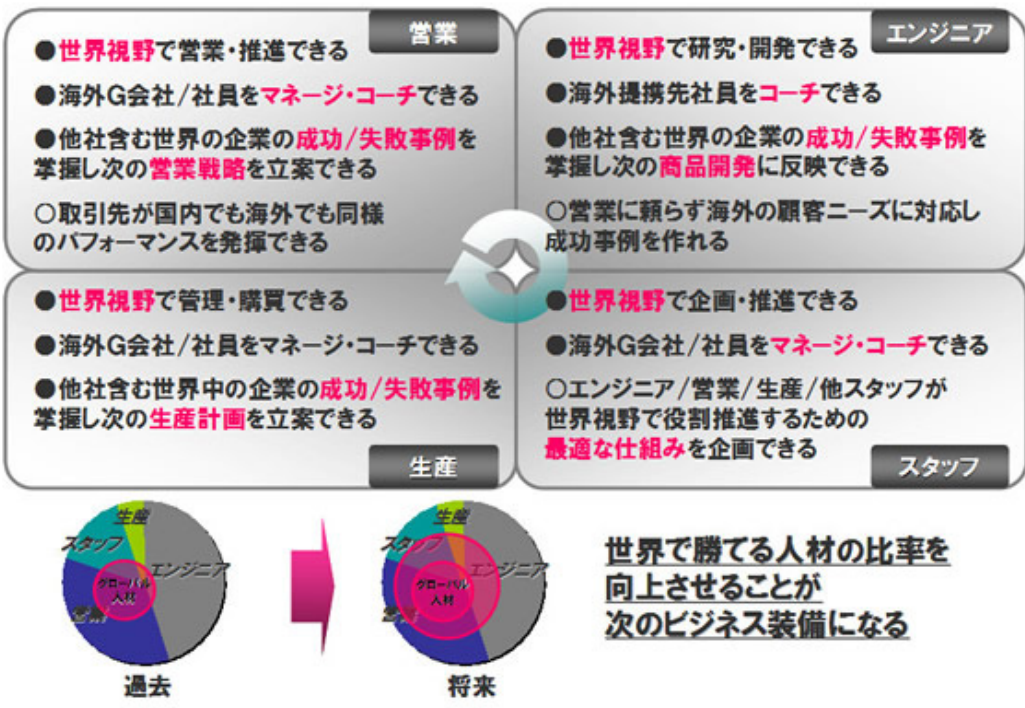 営業
●世界視野で営業・推進できる
●海外G会社/社員をマネージ・コーチできる
●他社含む世界の企業の成功/失敗事例を
掌握し次の営業戦略を立案できる
○取引先が国内でも海外でも同様
のパフォーマンスを発揮できる
エンジニア
●世界視野で研究・開発できる
●海外提携先社員をコーチできる
●他社含む世界の企業の成功/失敗事例を
掌握し次の商品開発に反映できる
○営業に頼らず海外の顧客ニーズに対応し
成功事例を作れる
●世界視野で管理・購買できる
●海外G会社/社員をマネージ・コーチできる
●他社含む世界中の企業の成功/失敗事例を
掌握し次の生産計画を立案できる
生産
●世界視野で企画・推進できる
●海外G会社/社員をマネージ・コーチできる
○エンジニア/営業/生産/他スタッフが
世界視野で役割推進するための
最適な仕組みを企画できる
スタッフ
生産
スタッフ
エンジニア
グローバル
人材
営業
過去
生産
スタッフ
エンジニア
グローバル
人材
営業
将来
世界で勝てる人材の比率を
向上させることが
次のビジネス装備になる